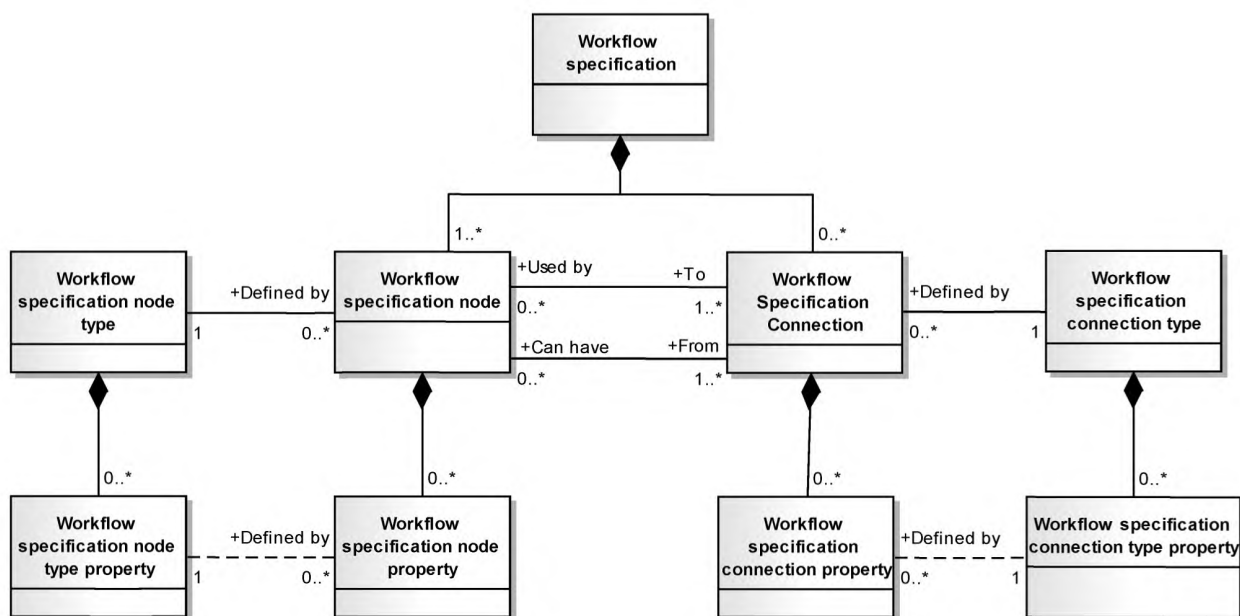 Workflow
specification
1..*
0..*
Workflow
specification node
type
+Defined by
1
0..*
Workflow
specification node
+Used by
0..*
+To
1..*
+Can have
0..*
+From
1..*
Workflow
Specification
Connection
+Defined by
0..*
1
Workflow
specification
connection type
0..*
0..*
0..*
0..*
Workflow
specification node
type property
+Defined by
1
0..*
Workflow
specification node
property
Workflow
specification
connection property
+Defined by
0..*
1
Workflow specification
connection type property